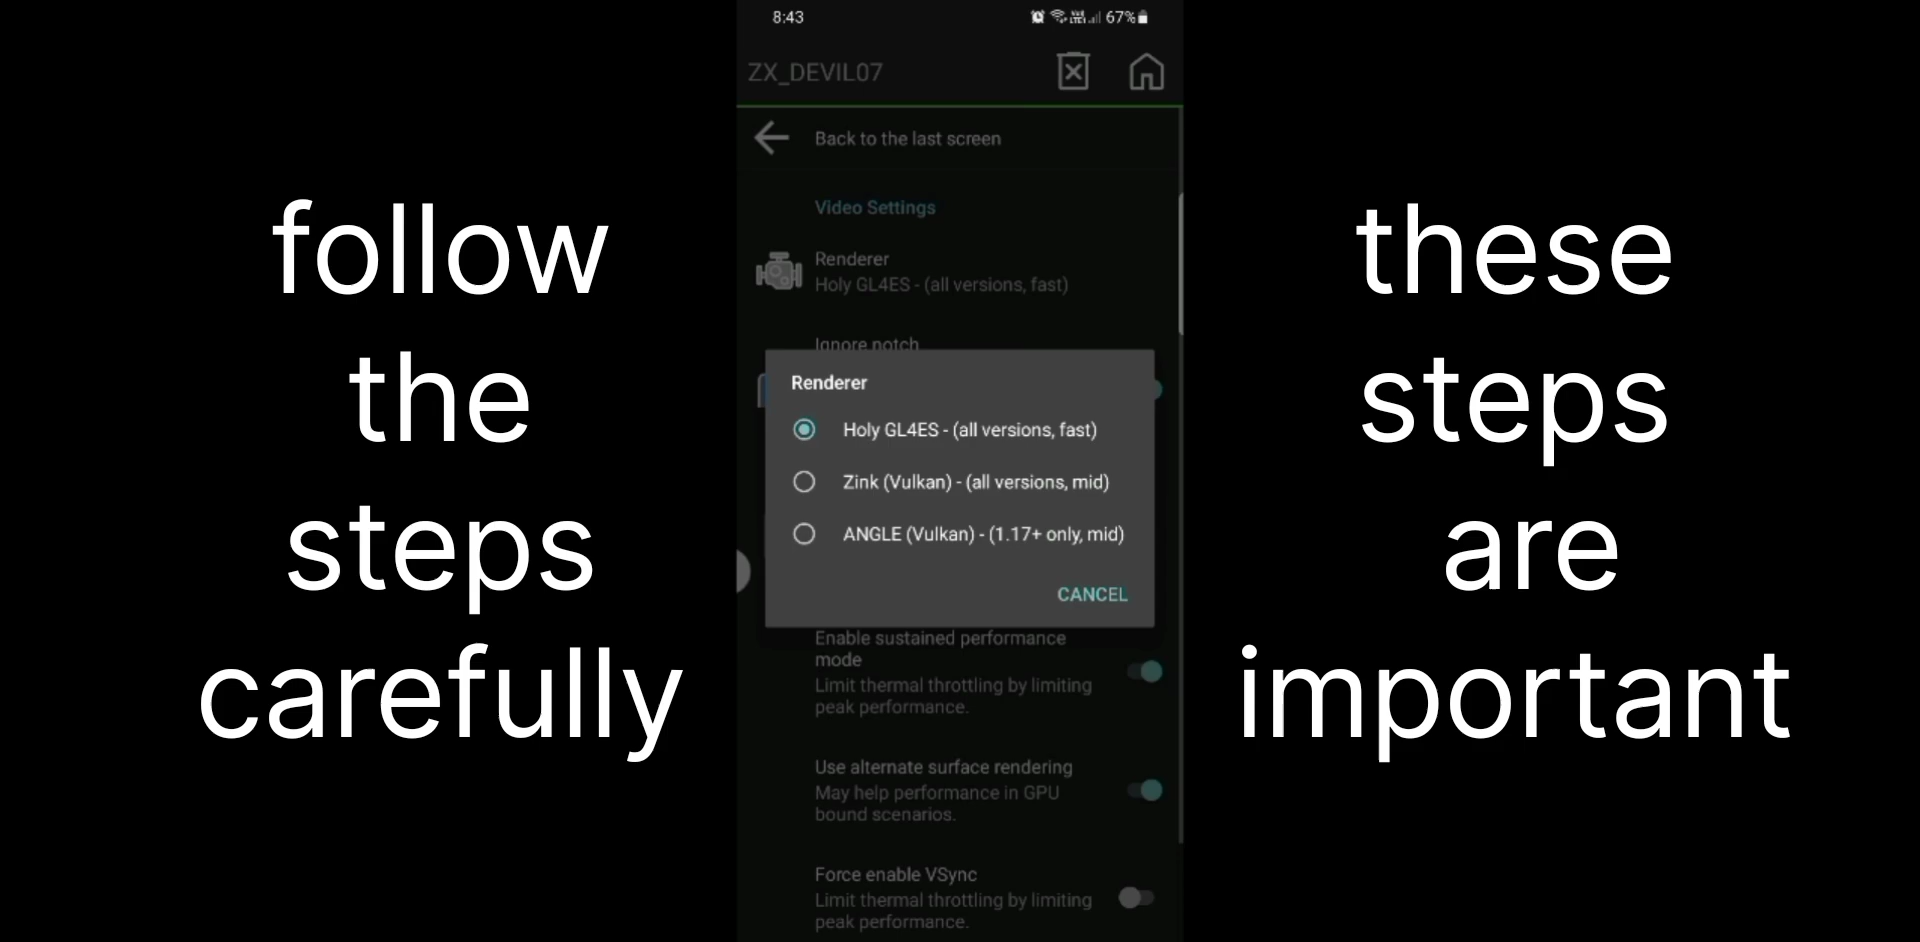 follow
the
steps
carefully
8:43
67%
ZX_DEVIL07
Back to the last screen
Video Settings
Renderer
Holy GL4ES - (all versions, fast)
Ignore notch
Renderer
Holy GL4ES - (all versions, fast)
Zink (Vulkan) - (all versions, mid)
ANGLE (Vulkan) - (1.17+ only, mid)
CANCEL
Enable sustained performance
mode
Limit thermal throttling by limiting
peak performance.
Use alternate surface rendering
May help performance in GPU
bound scenarios.
Force enable VSync
Limit thermal throttling by limiting
peak performance.
these
steps
are
important